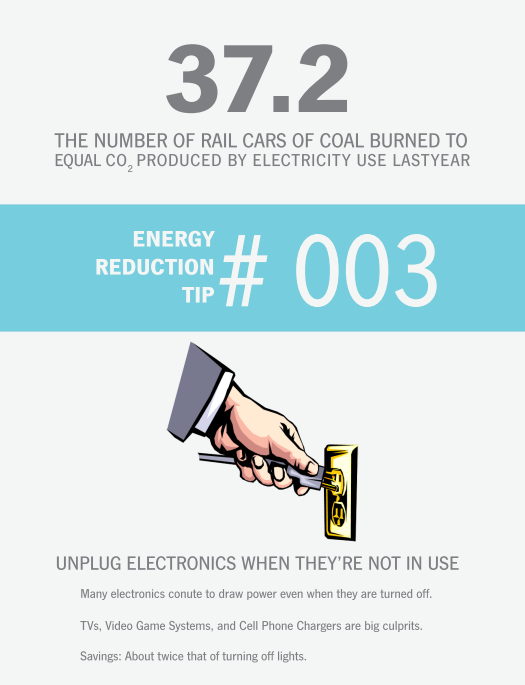 37.2
THE NUMBER OF RAIL CARS OF COAL BURNED TO
EQUAL CO2 PRODUCED BY ELECTRICITY USE LASTYEAR
ENERGY
REDUCTION
TIP
# 003
UNPLUG ELECTRONICS WHEN THEY'RE NOT IN USE
Many electronics conute to draw power even when they are turned off.
TVs, Video Game Systems, and Cell Phone Chargers are big culprits.
Savings: About twice that of turning off lights.